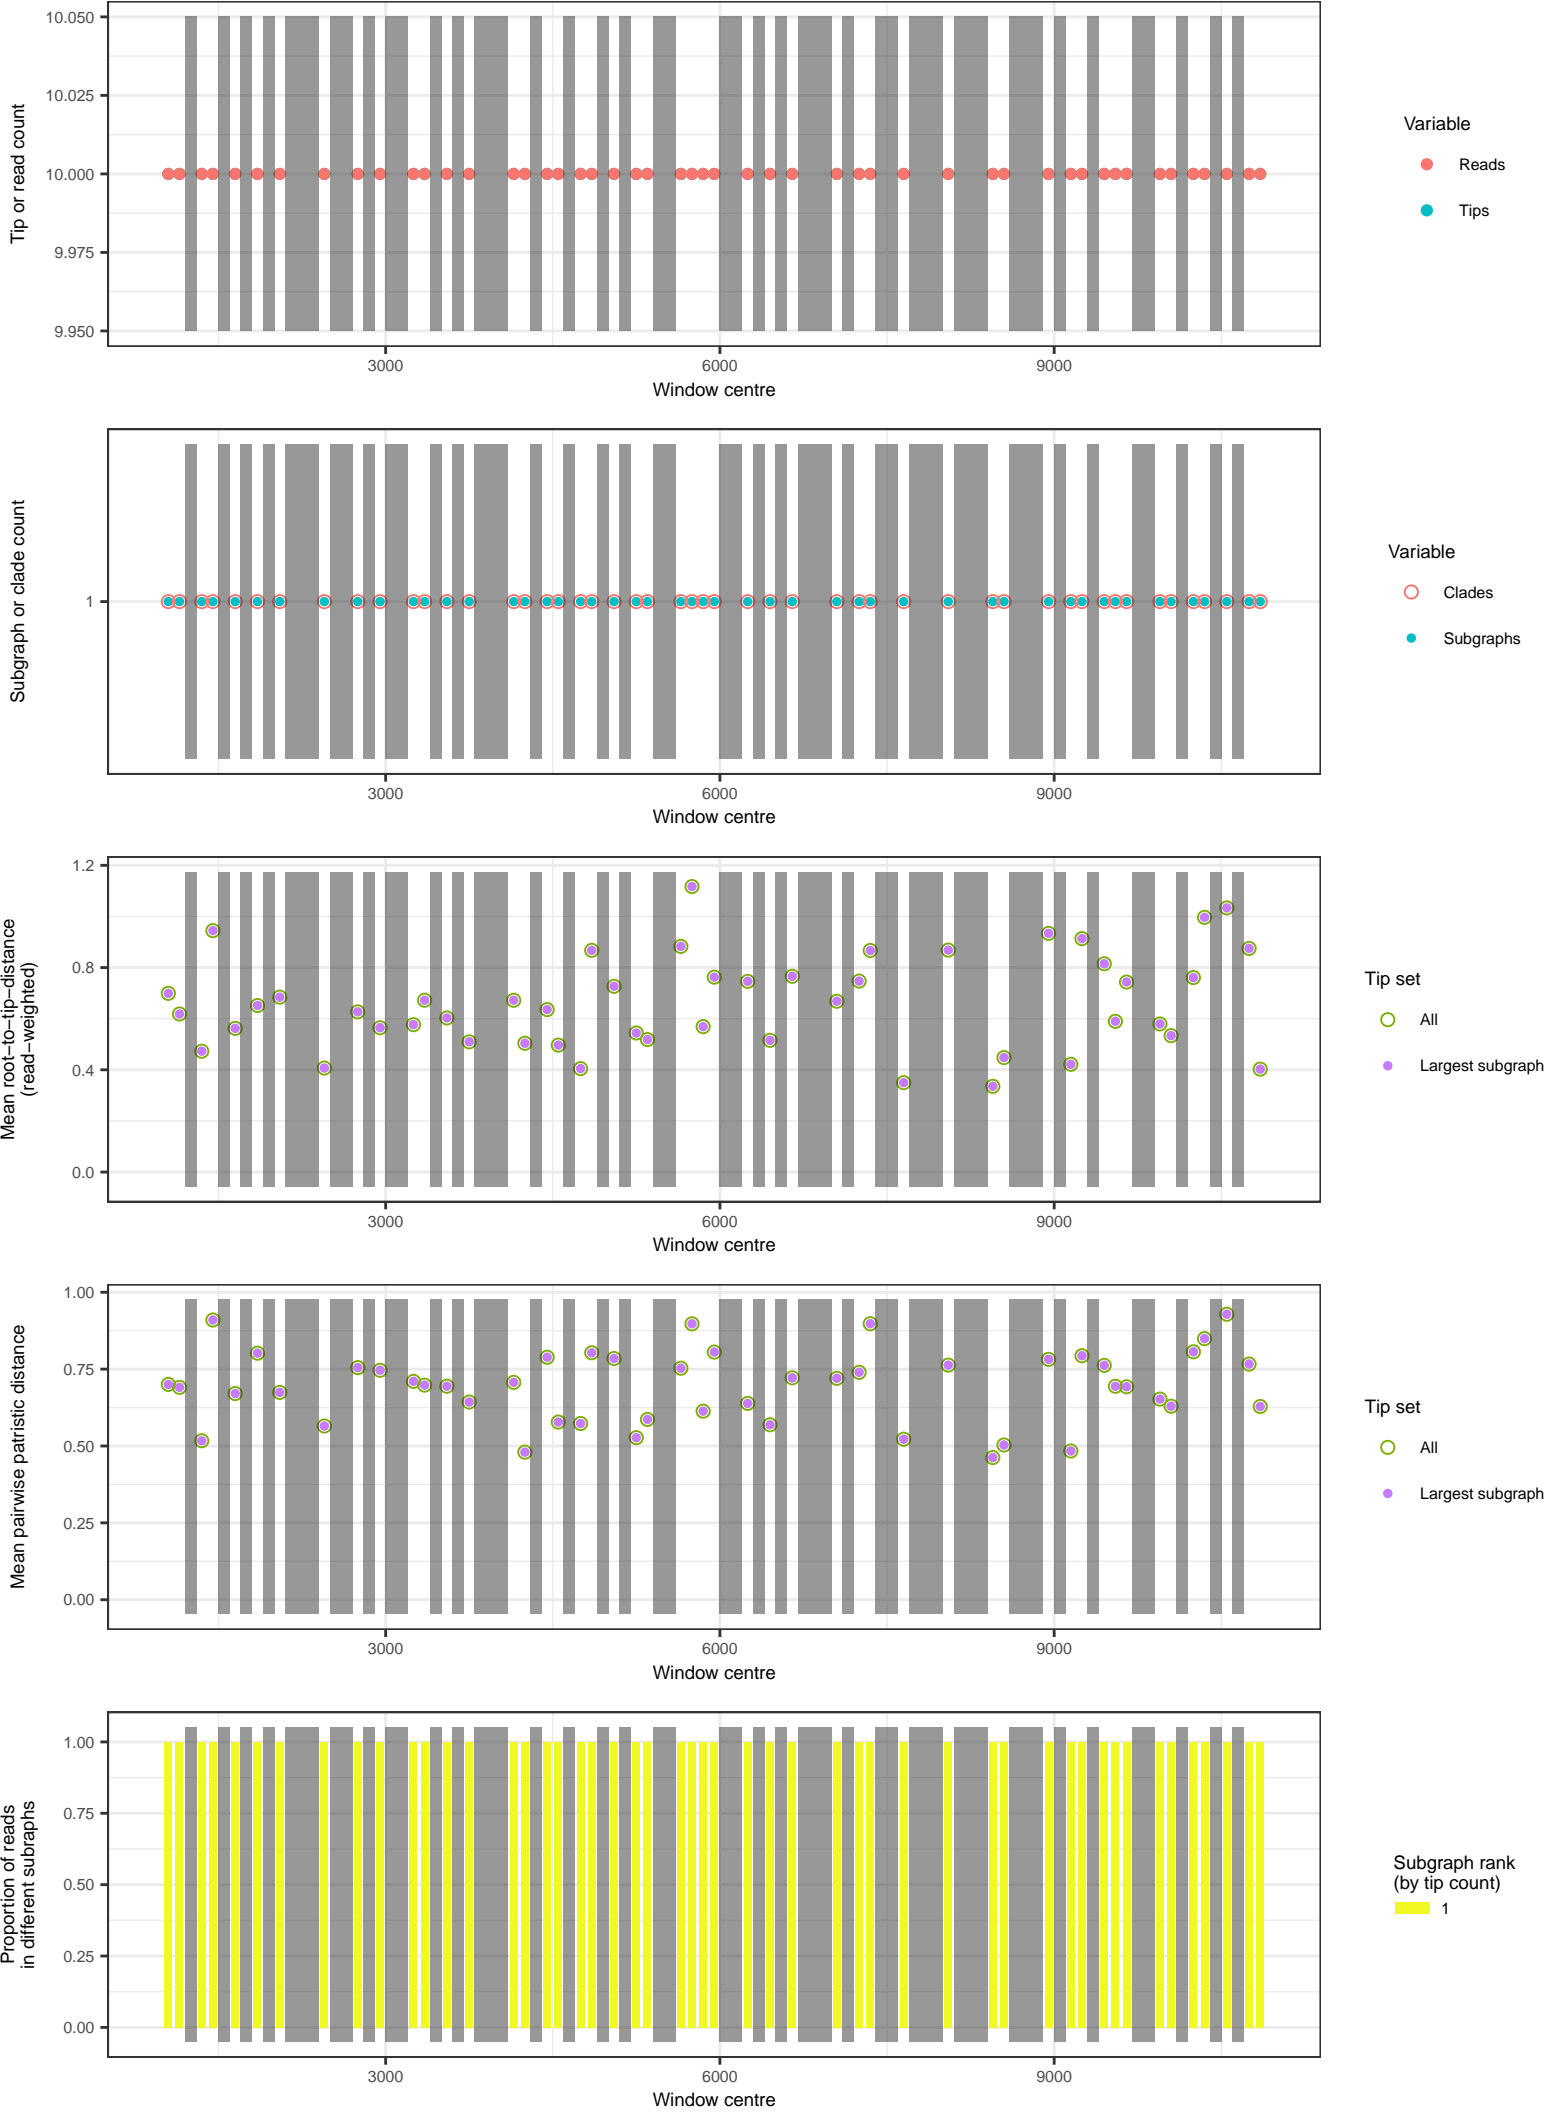 10.050
10.025
10.000
9.975
9.950
Tip or read count
3000
6000
9000
Window centre
Variable
Reads
Tips
1
Subgraph or clade count
3000
6000
9000
Window centre
Variable
Clades
Subgraphs
1.2
0.8
0.4
0.0
Mean root−to−tip−distance
(read−weighted)
3000
6000
9000
Window centre
Tip set
All
Largest subgraph
1.00
0.75
0.50
0.25
0.00
Mean pairwise patristic distance
3000
6000
9000
Window centre
Tip set
All
Largest subgraph
1.00
0.75
0.50
0.25
0.00
Proportion of reads
in different subraphs
3000
6000
9000
Window centre
Subgraph rank
(by tip count)
1